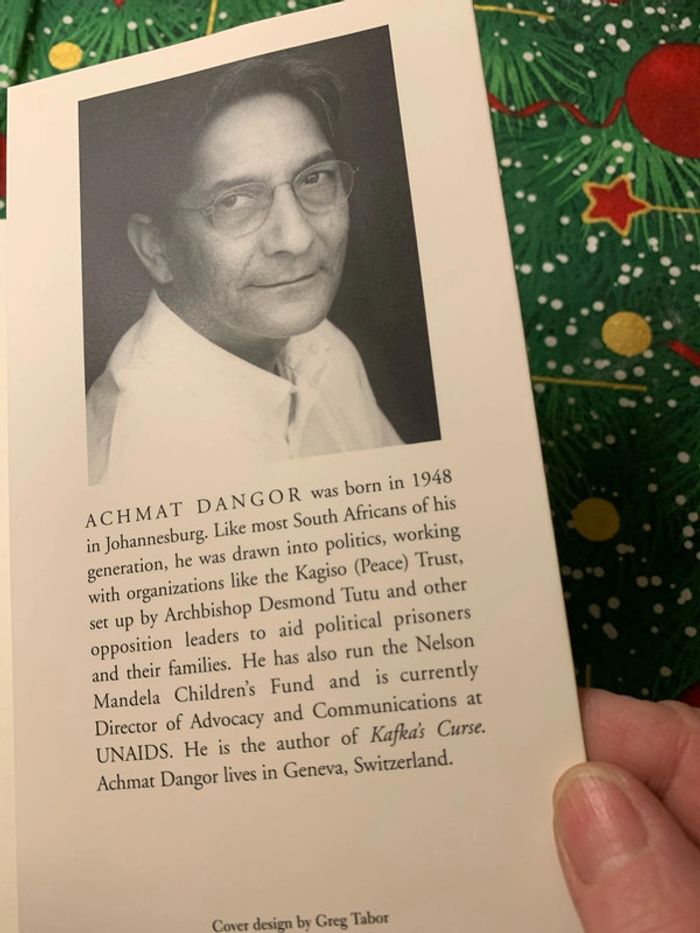 ACHMAT DANGOR was born in 1948
in Johannesburg. Like most South Africans of his
generation, he was drawn into politics, working
with organizations like the Kagiso (Peace) Trust,
set up by Archbishop Desmond Tutu and other
opposition leaders to aid political prisoners
and their families. He has also run the Nelson
Mandela Children's Fund and is currently
Director of Advocacy and Communications at
UNAIDS. He is the author of Kafka's Curse.
Achmat Dangor lives in Geneva, Switzerland.
Cover design by Greg Tabor